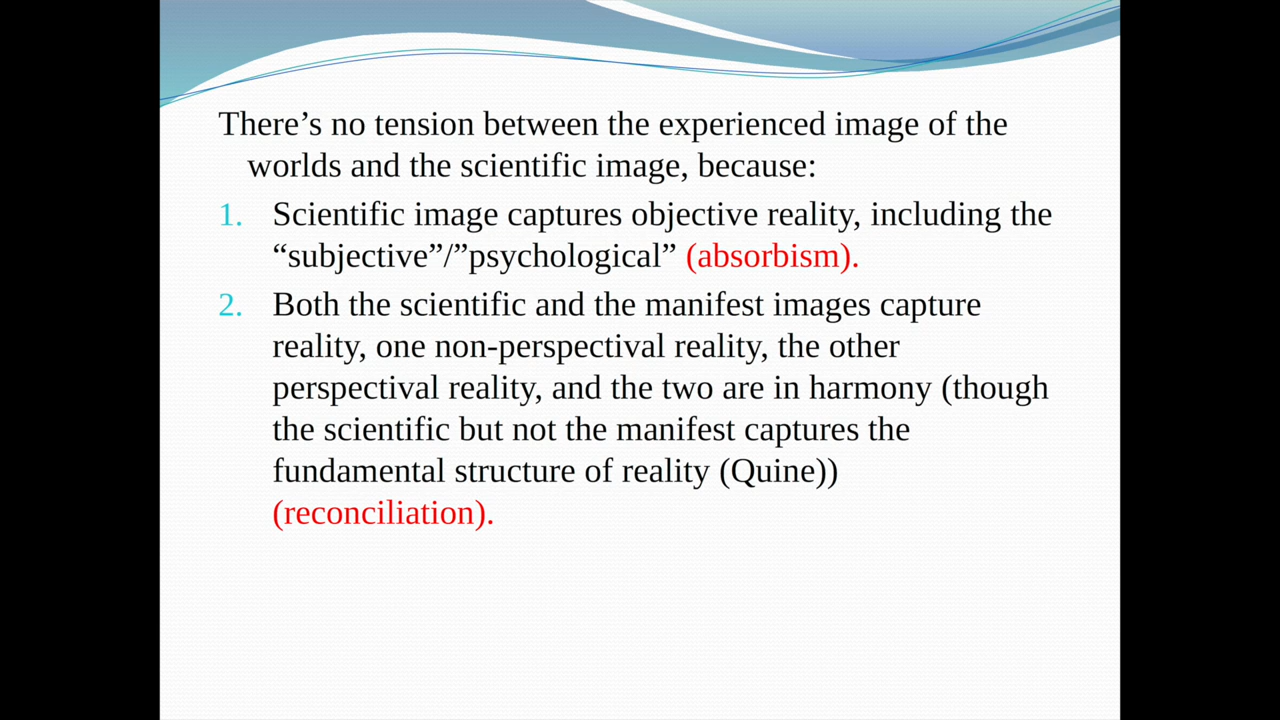 There’s no tension between the experienced image of the
worlds and the scientific image, because:
1. Scientific image captures objective reality, including the
“subjective”/”psychological” (absorbism).
2. Both the scientific and the manifest images capture
reality, one non-perspectival reality, the other
perspectival reality, and the two are in harmony (though
the scientific but not the manifest captures the
fundamental structure of reality (Quine))
(reconciliation).